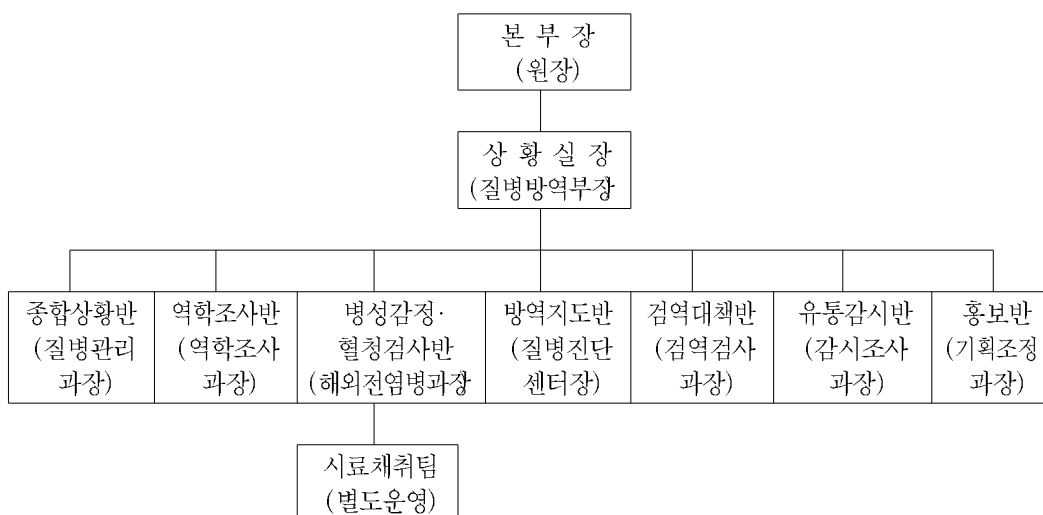 본 부 장
(원장)
상 황 실 장
(질병방역부장
종합상황반
(질병관리
과장)
역학조사반
(역학조사
과장)
병성감정·
혈청검사반
(해외전염병과장
방역지도반
(질병진단
센터장)
검역대책반
(검역검사
과장)
유통감시반
(감시조사
과장)
홍보반
(기획조정
과장)
시료채취팀
(별도운영)